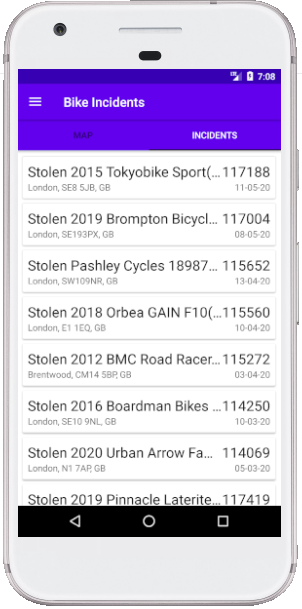 7:08
Bike Incidents
MAP
INCIDENTS
Stolen 2015 Tokyobike Sport(... 117188
London, SE8 5JB, GB 11-05-20
Stolen 2019 Brompton Bicycl... 117004
London, SE193PX, GB 08-05-20
Stolen Pashley Cycles 18987... 115652
London, SW109NR, GB 13-04-20
Stolen 2018 Orbea GAIN F10(... 115560
London, E1 1EQ, GB 10-04-20
Stolen 2012 BMC Road Racer... 115272
Brentwood, CM14 5BP, GB 03-04-20
Stolen 2016 Boardman Bikes ... 114250
London, SE10 9NL, GB 10-03-20
Stolen 2020 Urban Arrow Fa... 114069
London, N1 7AP, GB 05-03-20
Stolen 2019 Pinnacle Laterite... 117419